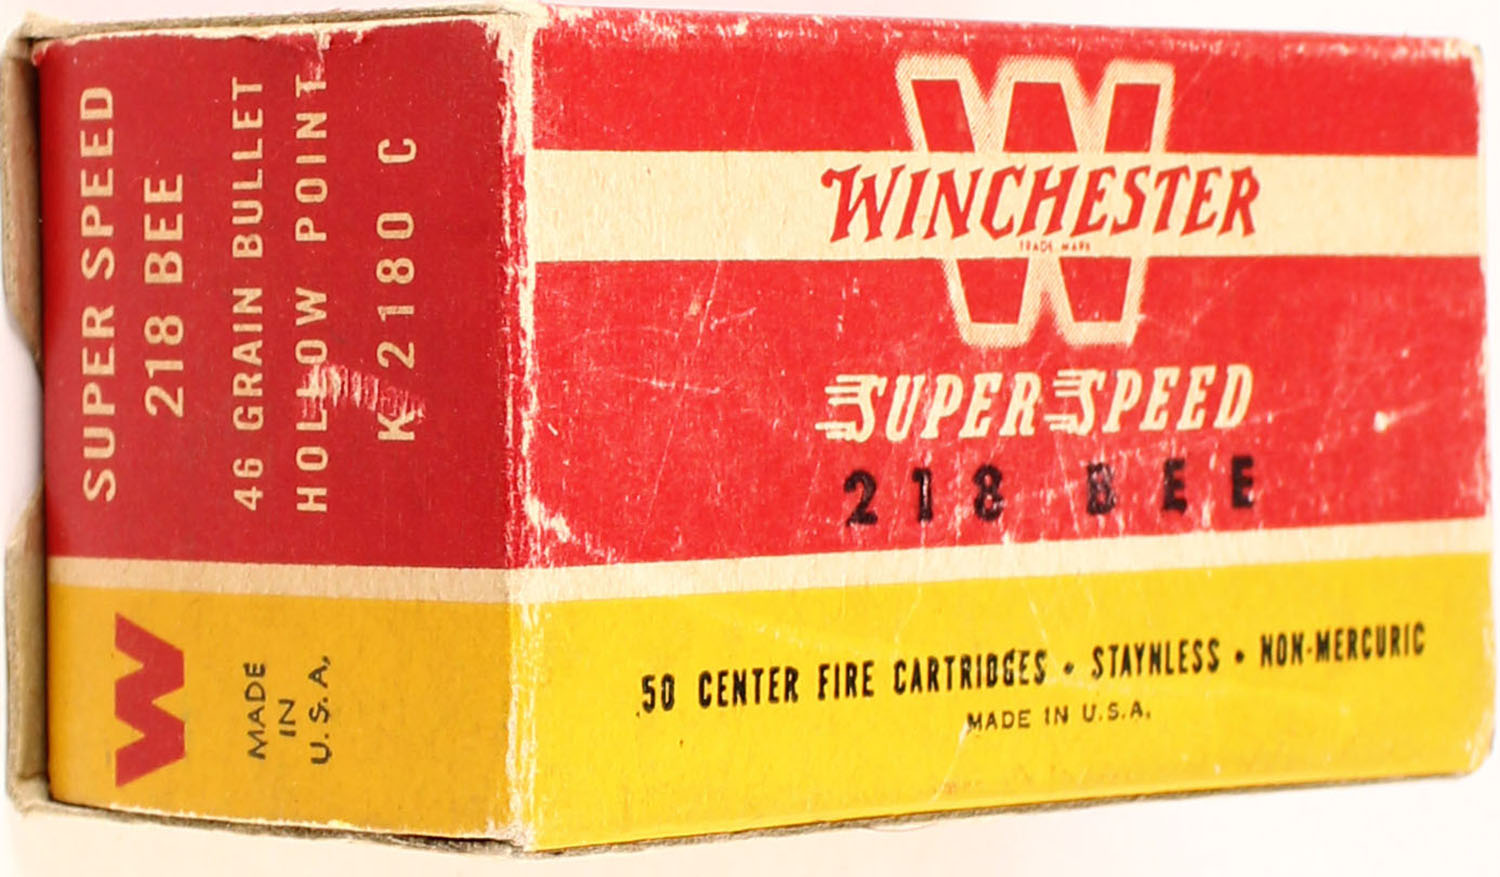 SUPER SPEED
218 BEE
46 GRAIN BULLET
HOLLOW POINT
K 2180 C
W
MADE
IN
U.S.A.
W
WINCHESTER
TRADE MARK
SUPER SPEED
218 BEE
50 CENTER FIRE CARTRIDGES • STAYNLESS • NON-MERCURIC
MADE IN U.S.A.